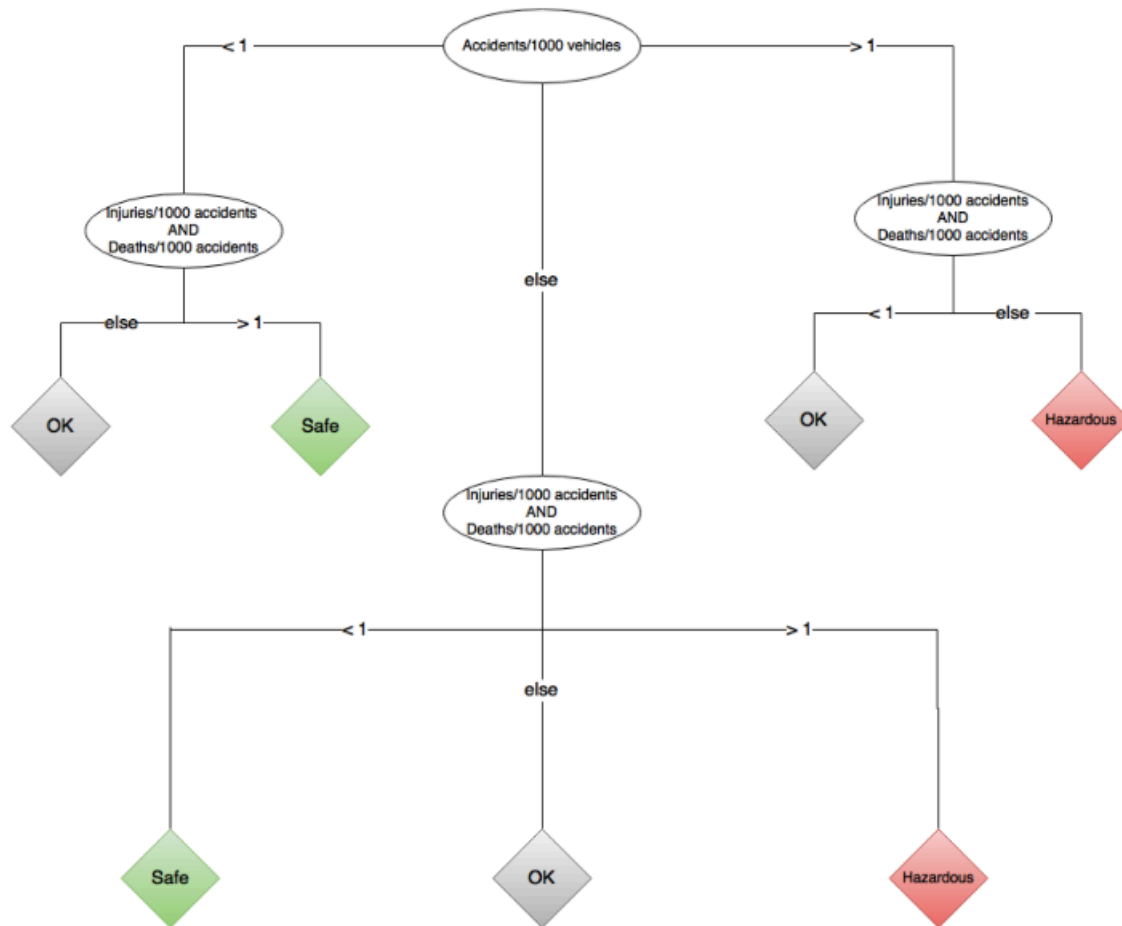 < 1
Accidents/1000 vehicles
> 1
Injuries/1000 accidents
AND
Deaths/1000 accidents
Injuries/1000 accidents
AND
Deaths/1000 accidents
else
else
> 1
< 1
else
OK
Safe
OK
Hazardous
Injuries/1000 accidents
AND
Deaths/1000 accidents
< 1
> 1
else
Safe
OK
Hazardous